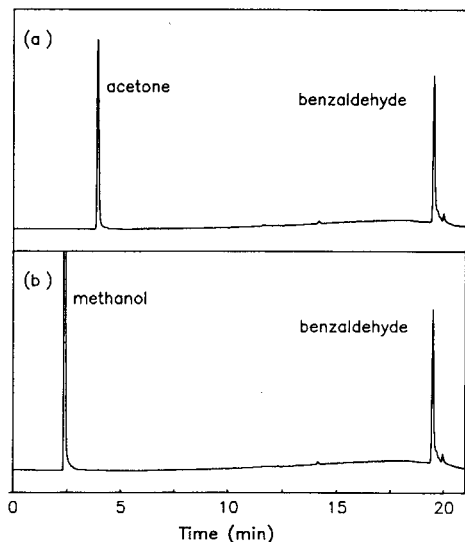 (a)
acetone
benzaldehyde
(b)
methanol
benzaldehyde
0 5 10 15 20
Time (min)